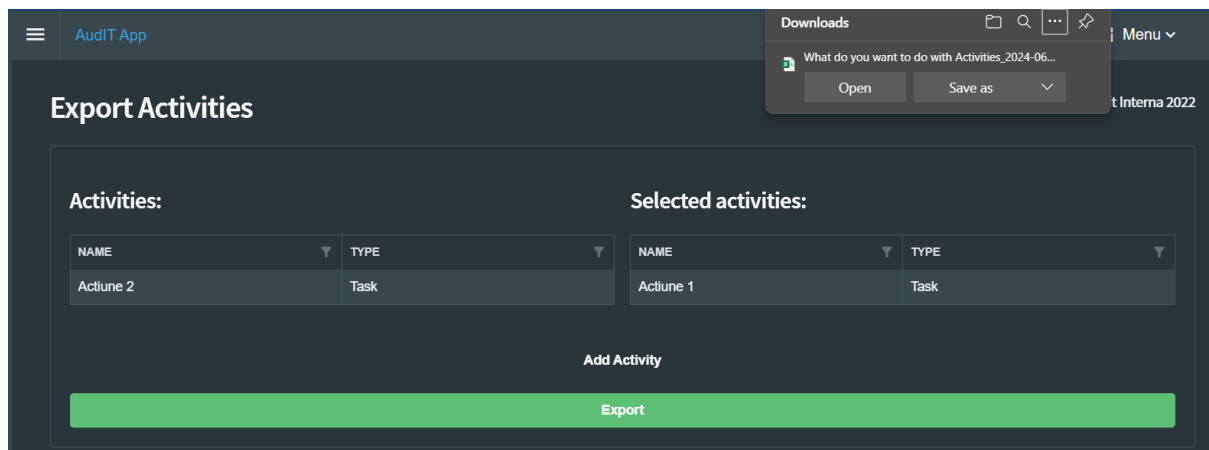 AudIT App
Downloads
Menu
What do you want to do with Activities_2024-06...
Open
Save as
Export Activities
Interna 2022
Activities:
Selected activities:
NAME
TYPE
NAME
TYPE
Actiune 2
Task
Actiune 1
Task
Add Activity
Export